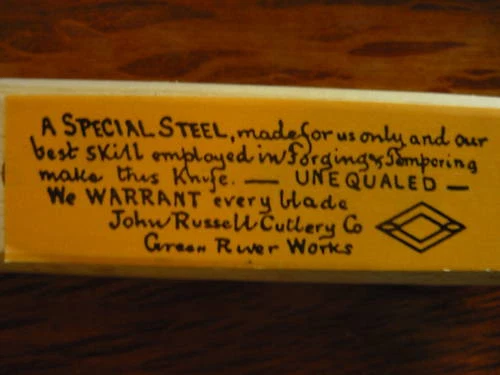 A SPECIAL STEEL, made for us only and our
best skill employed in Forging & Tempering
make this Knife. — UNEQUALED —
We WARRANT every blade
John Russell Cutlery Co
Green River Works